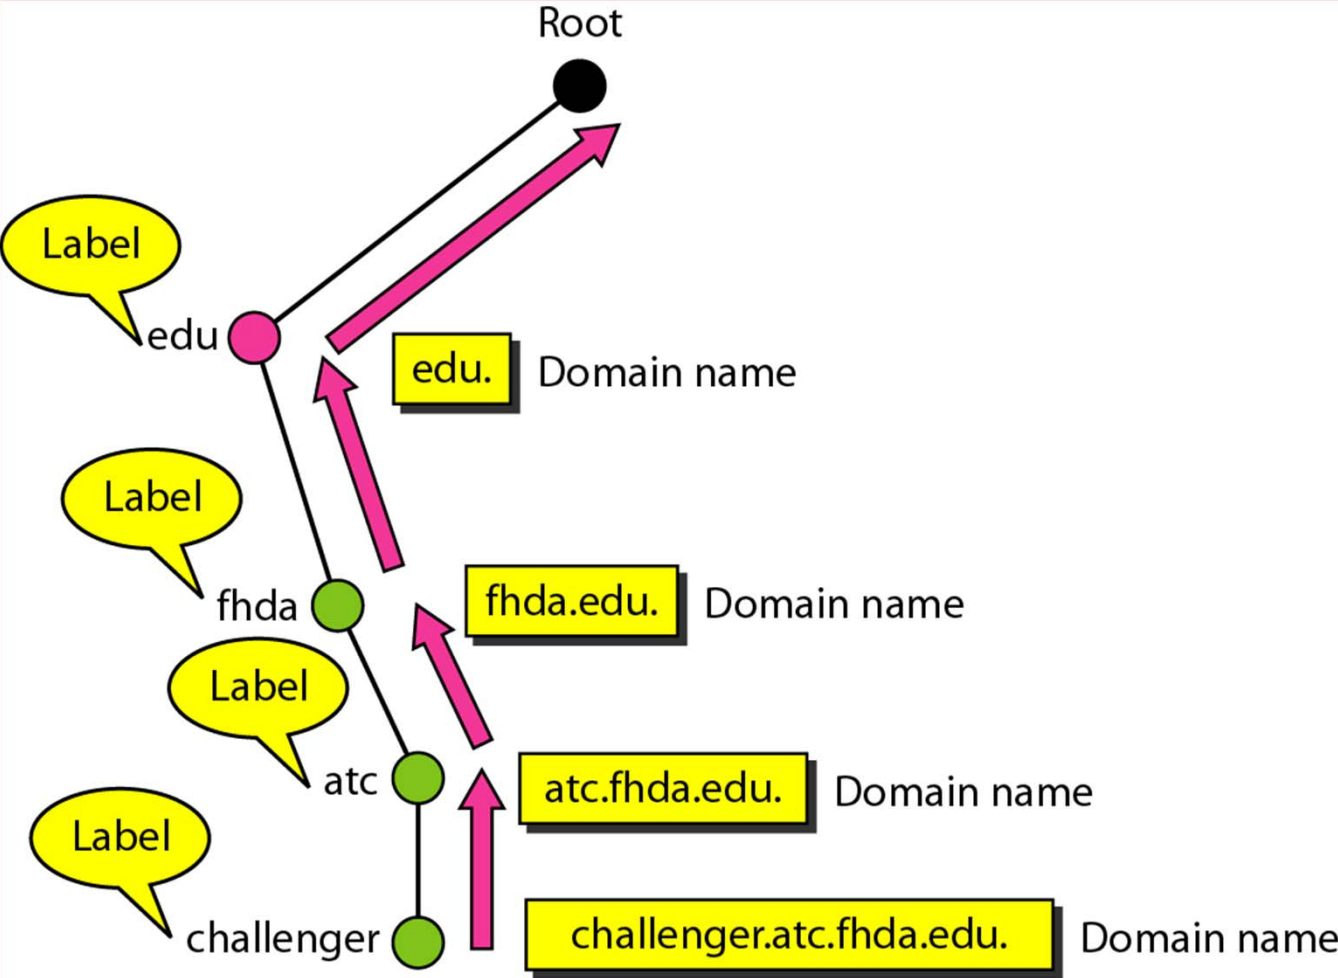 Root
Label
edu
edu. Domain name
Label
fhda
fhda.edu. Domain name
Label
atc
atc.fhda.edu. Domain name
Label
challenger
challenger.atc.fhda.edu. Domain name